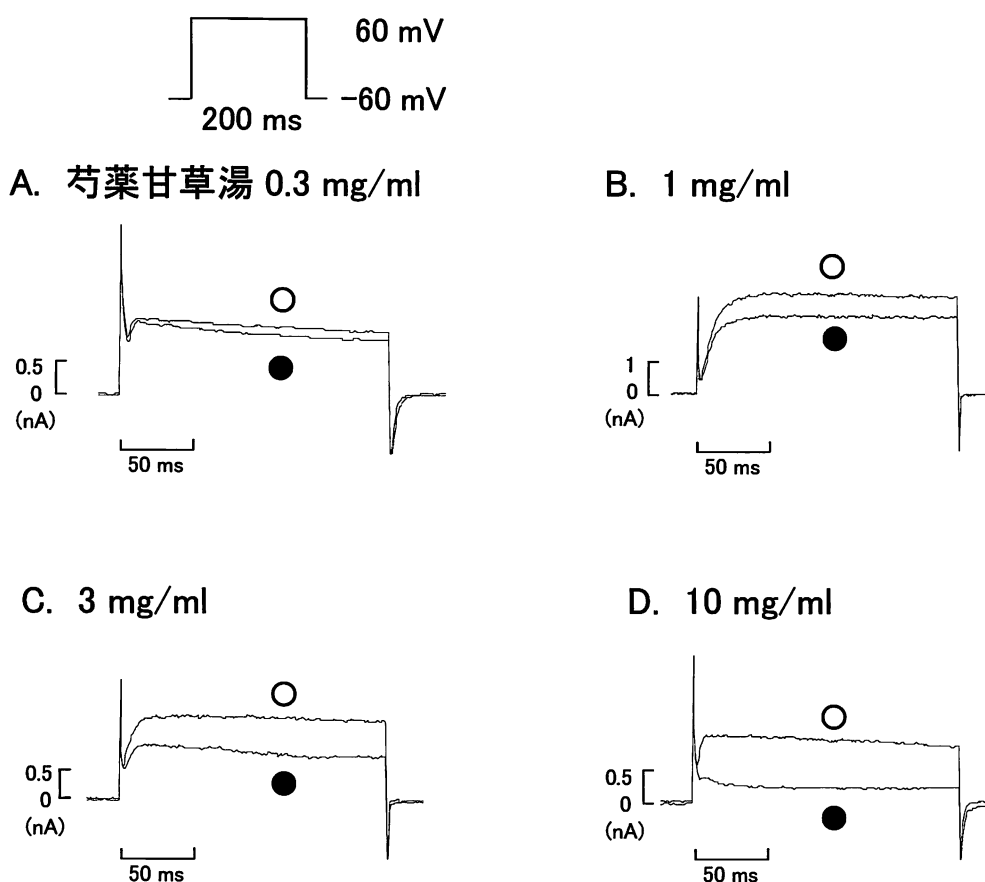 60 mV
−60 mV
200 ms
A. 芍薬甘草湯 0.3 mg/ml
B. 1 mg/ml
0.5
0
(nA)
50 ms
1
0
(nA)
50 ms
C. 3 mg/ml
D. 10 mg/ml
0.5
0
(nA)
50 ms
0.5
0
(nA)
50 ms